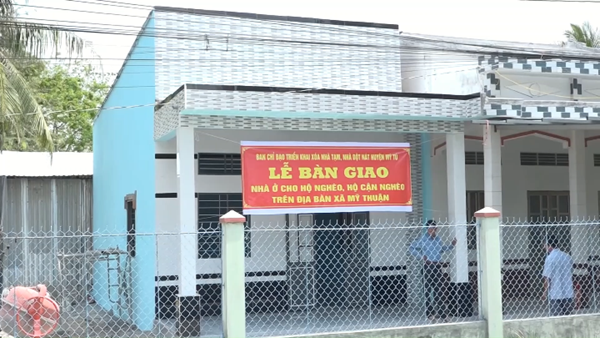 BAN CHỈ ĐẠO TRIỂN KHAI XÓA NHÀ TẠM, NHÀ DỘT NÁT HUYỆN MỸ TÚ
LỄ BÀN GIAO
NHÀ Ở CHO HỘ NGHÈO, HỘ CẬN NGHÈO
TRÊN ĐỊA BÀN XÃ MỸ THUẬN